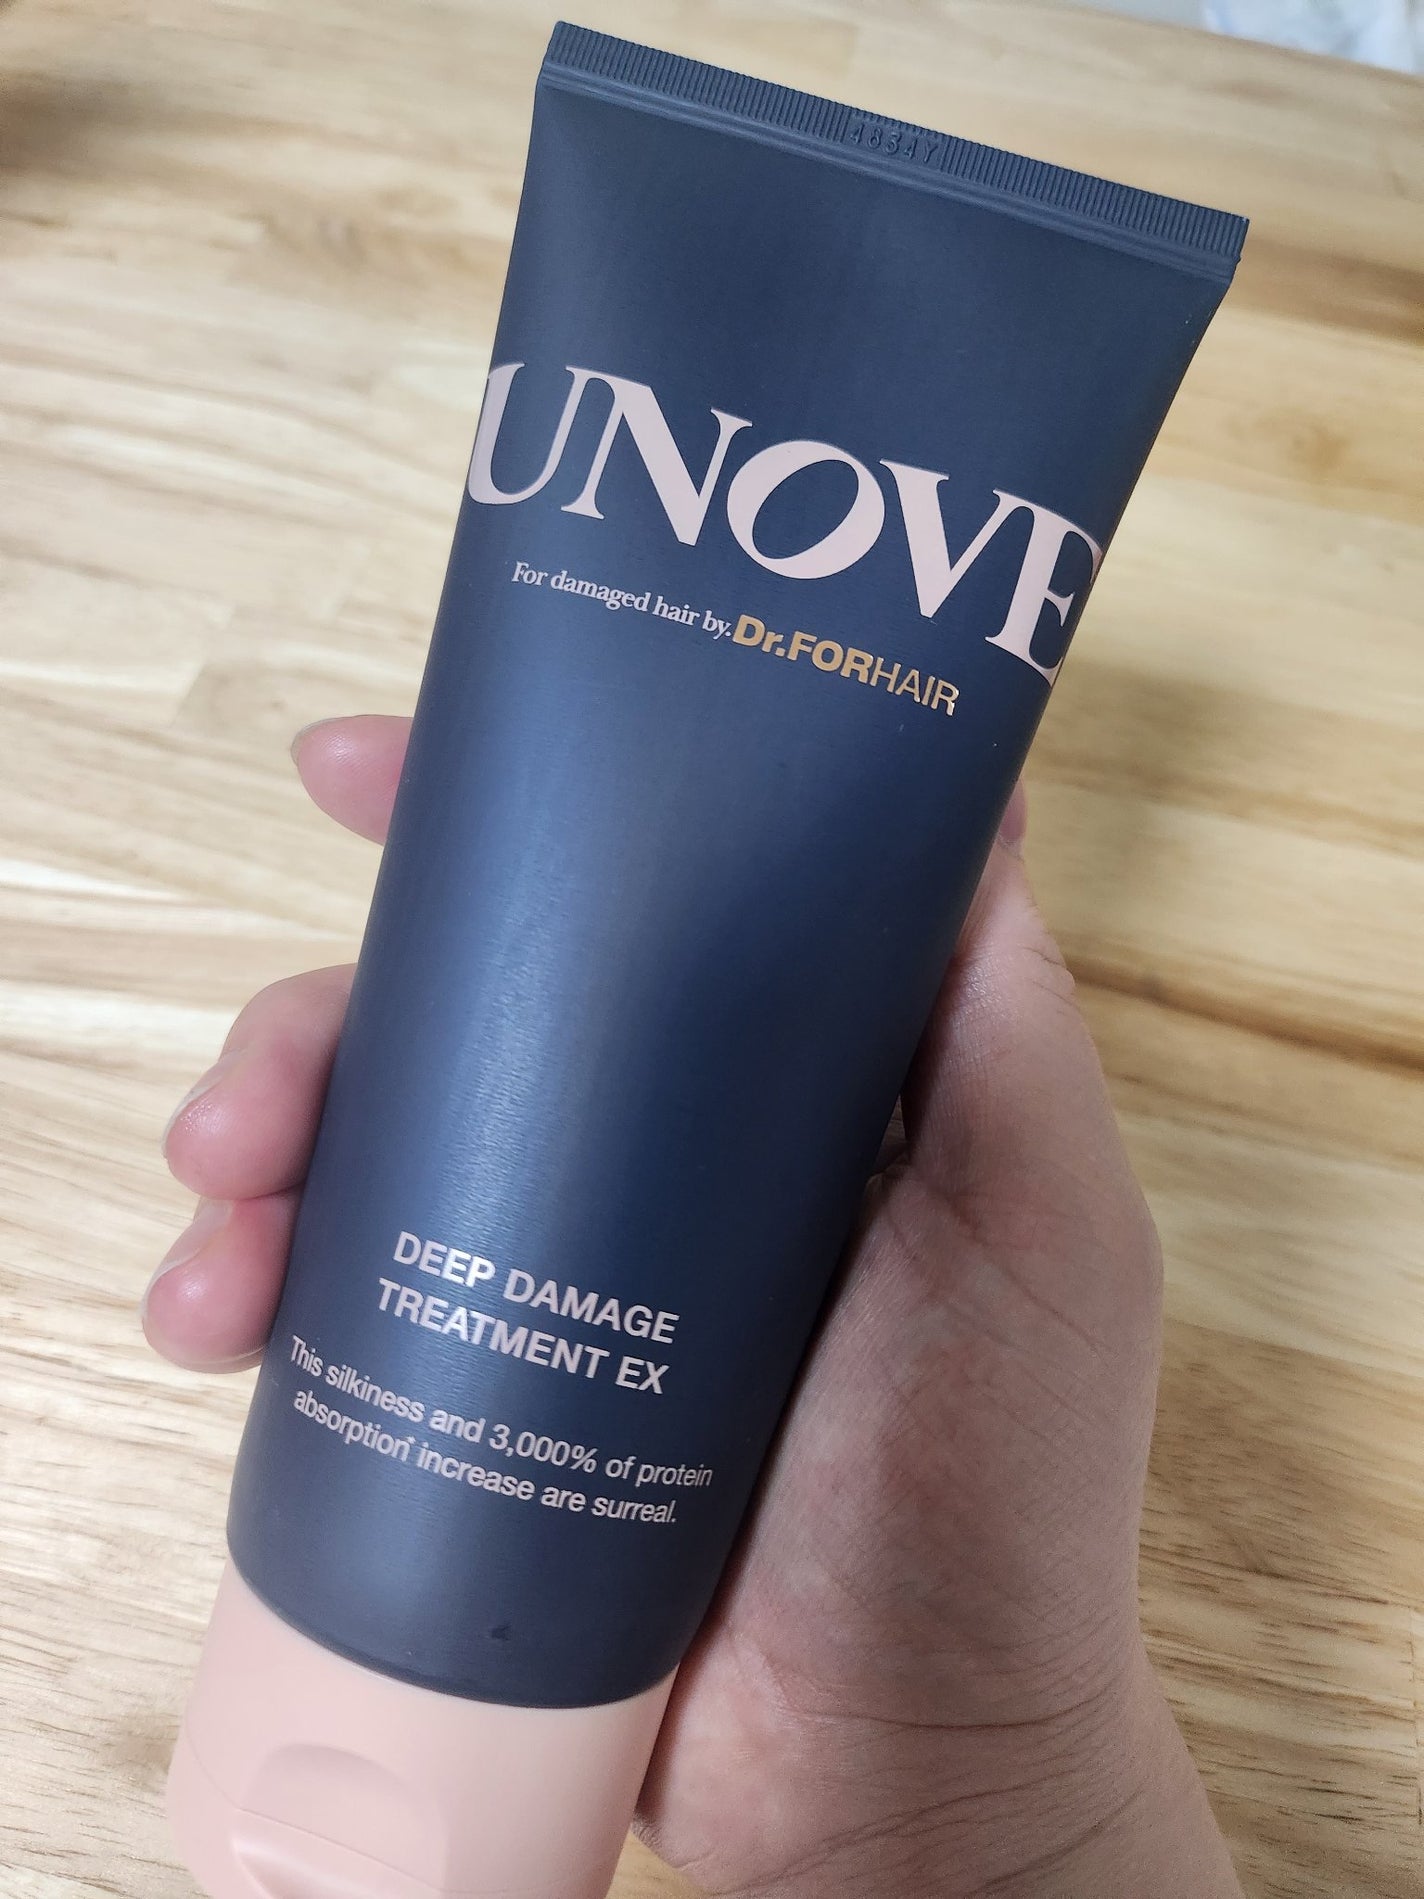 4834Y
UNOVE
For damaged hair by.Dr.FORHAIR
DEEP DAMAGE
TREATMENT EX
This silkiness and 3,000% of protein
absorption* increase are surreal.